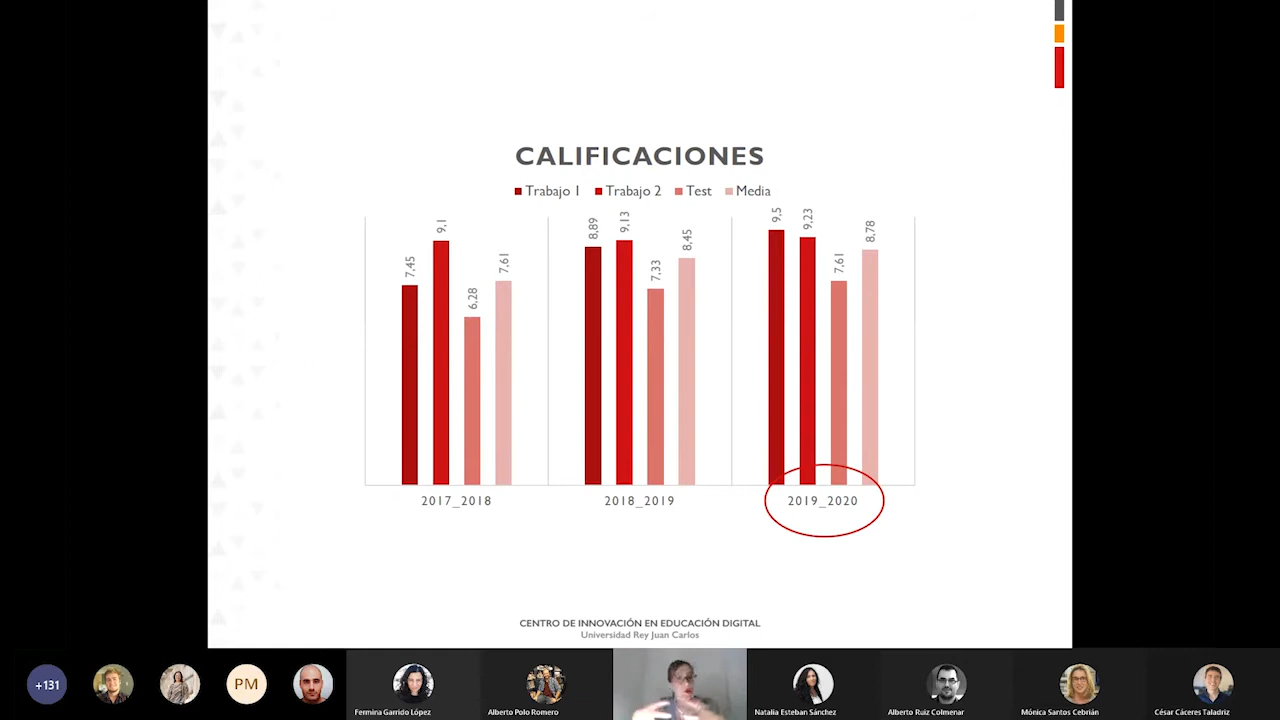 CALIFICACIONES
Trabajo 1 Trabajo 2 Test Media
7,45 9,1 6,28 7,61 8,89 9,13 7,33 8,45 9,5 9,23 7,61 8,78
2017_2018 2018_2019 2019_2020
CENTRO DE INNOVACIÓN EN EDUCACIÓN DIGITAL
Universidad Rey Juan Carlos
+131 PM
Fermina Garrido López Alberto Polo Romero Natalia Esteban Sánchez Alberto Ruiz Colmenar Mónica Santos Cebrián César Cáceres Taladriz